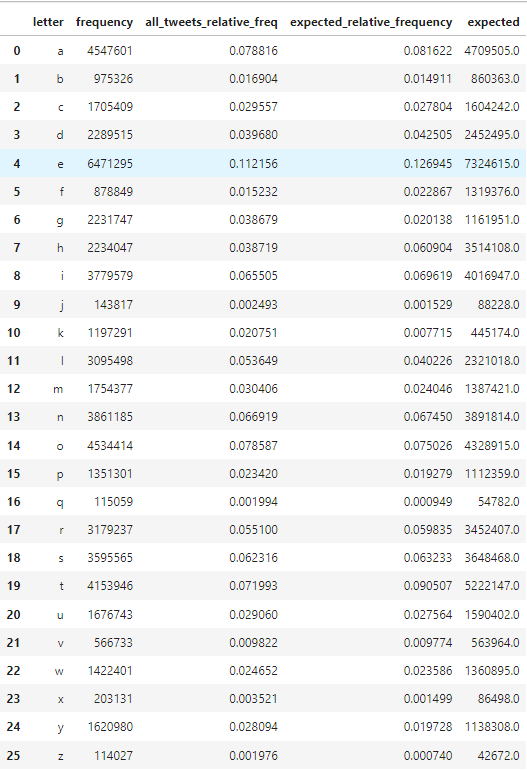 letter frequency all_tweets_relative_freq expected_relative_frequency expected
0 a 4547601 0.078816 0.081622 4709505.0
1 b 975326 0.016904 0.014911 860363.0
2 c 1705409 0.029557 0.027804 1604242.0
3 d 2289515 0.039680 0.042505 2452495.0
4 e 6471295 0.112156 0.126945 7324615.0
5 f 878849 0.015232 0.022867 1319376.0
6 g 2231747 0.038679 0.020138 1161951.0
7 h 2234047 0.038719 0.060904 3514108.0
8 i 3779579 0.065505 0.069619 4016947.0
9 j 143817 0.002493 0.001529 88228.0
10 k 1197291 0.020751 0.007715 445174.0
11 l 3095498 0.053649 0.040226 2321018.0
12 m 1754377 0.030406 0.024046 1387421.0
13 n 3861185 0.066919 0.067450 3891814.0
14 o 4534414 0.078587 0.075026 4328915.0
15 p 1351301 0.023420 0.019279 1112359.0
16 q 115059 0.001994 0.000949 54782.0
17 r 3179237 0.055100 0.059835 3452407.0
18 s 3595565 0.062316 0.063233 3648468.0
19 t 4153946 0.071993 0.090507 5222147.0
20 u 1676743 0.029060 0.027564 1590402.0
21 v 566733 0.009822 0.009774 563964.0
22 w 1422401 0.024652 0.023586 1360895.0
23 x 203131 0.003521 0.001499 86498.0
24 y 1620980 0.028094 0.019728 1138308.0
25 z 114027 0.001976 0.000740 42672.0